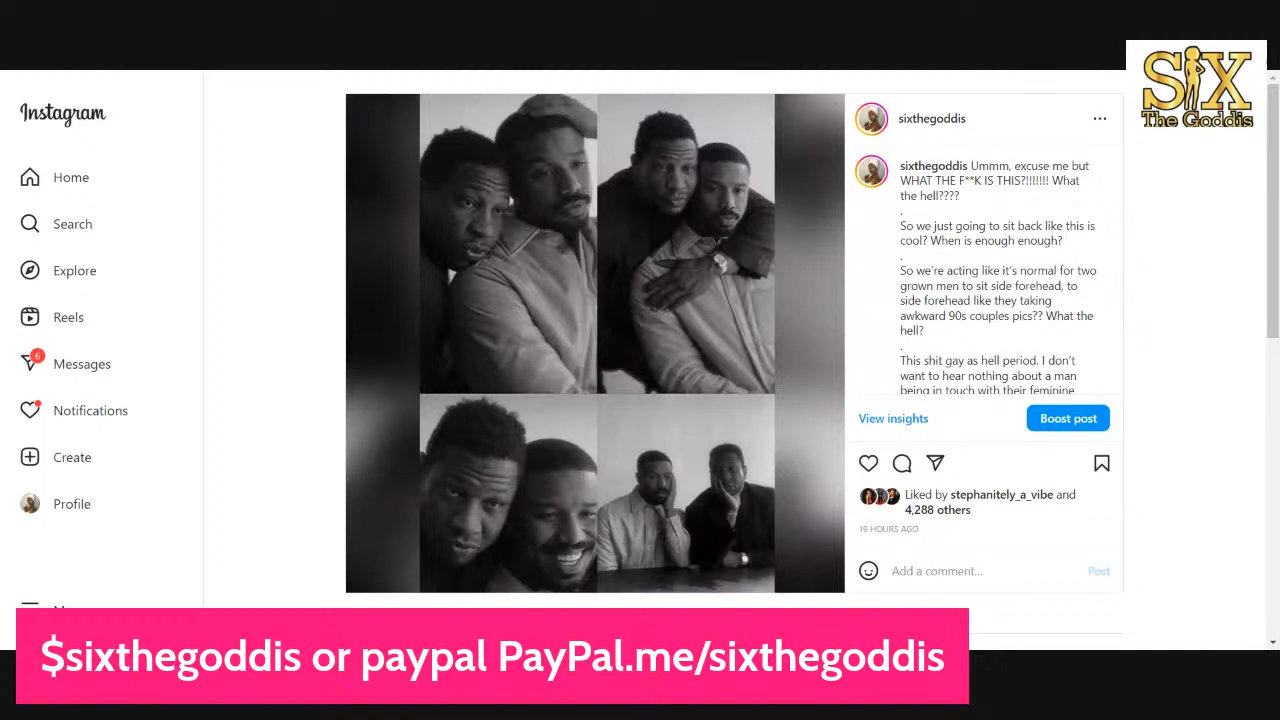 SIX
The Goddis
Instagram
Home
Search
Explore
Reels
6
Messages
Notifications
Create
Profile
sixthegoddis
sixthegoddis Ummm, excuse me but
WHAT THE F**K IS THIS?!!!!!!! What
the hell????
.
So we just going to sit back like this is
cool? When is enough enough?
.
So we’re acting like it’s normal for two
grown men to sit side forehead, to
side forehead like they taking
awkward 90s couples pics?? What the
hell?
.
This shit gay as hell period. I don’t
want to hear nothing about a man
being in touch with their feminine
View insights
Boost post
Liked by stephanitely_a_vibe and
4,288 others
19 HOURS AGO
Add a comment...
Post
$sixthegoddis or paypal PayPal.me/sixthegoddis